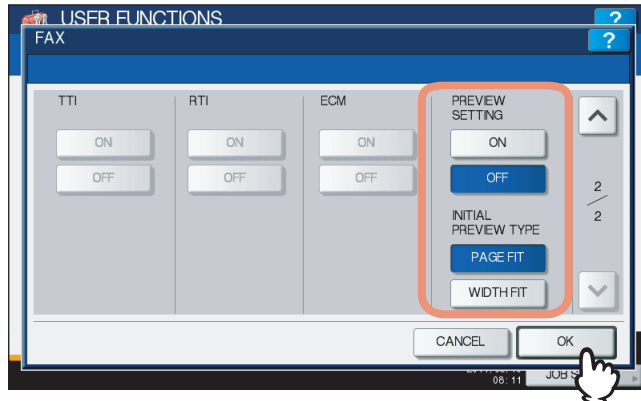 USER FUNCTIONS
?
FAX
?
TTI
RTI
ECM
PREVIEW
SETTING
ON
ON
ON
ON
OFF
OFF
OFF
OFF
2
2
INITIAL
PREVIEW TYPE
PAGE FIT
WIDTH FIT
CANCEL
OK
08:11
JOB S